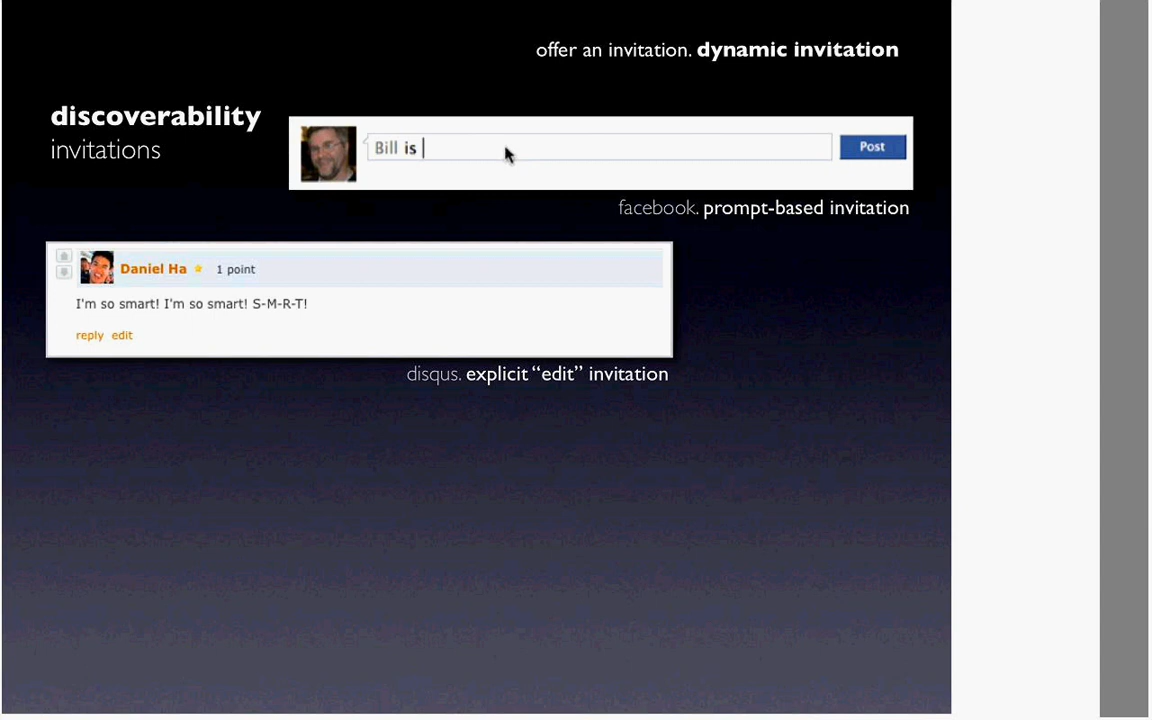 offer an invitation. dynamic invitation
discoverability
invitations
Bill is
Post
facebook. prompt-based invitation
Daniel Ha 1 point
I'm so smart! I'm so smart! S-M-R-T!
reply edit
disqus. explicit “edit” invitation